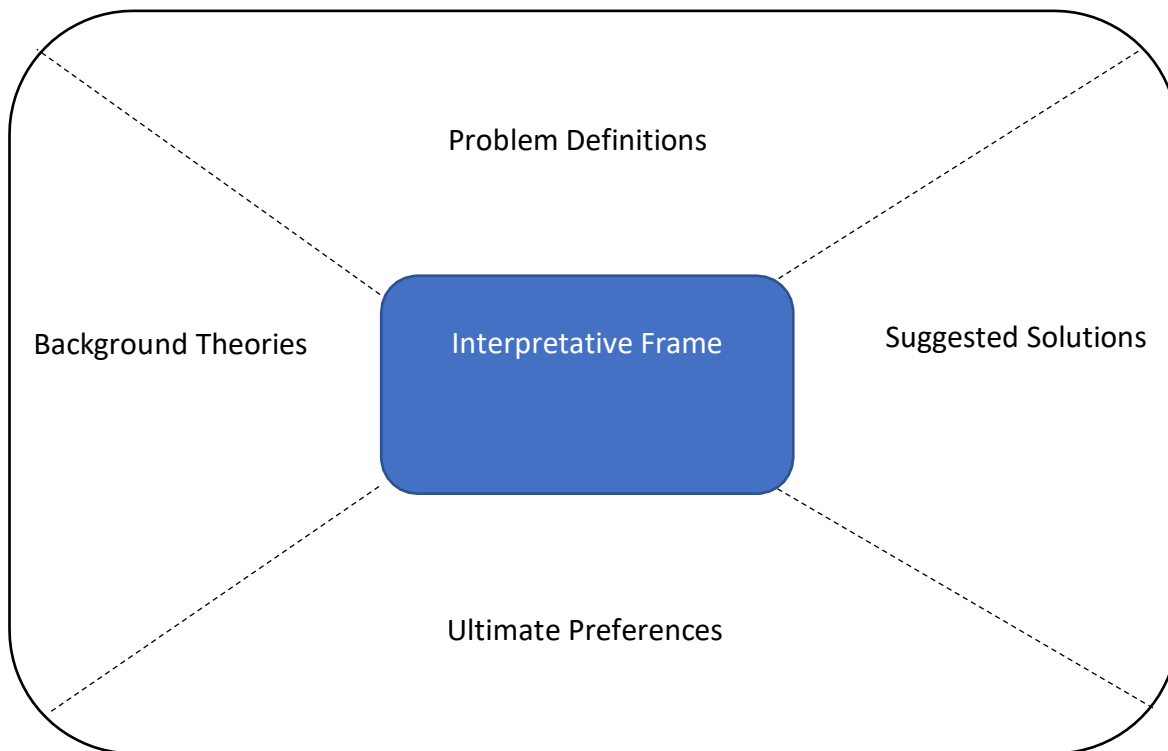 Problem Definitions
Background Theories
Interpretative Frame
Suggested Solutions
Ultimate Preferences